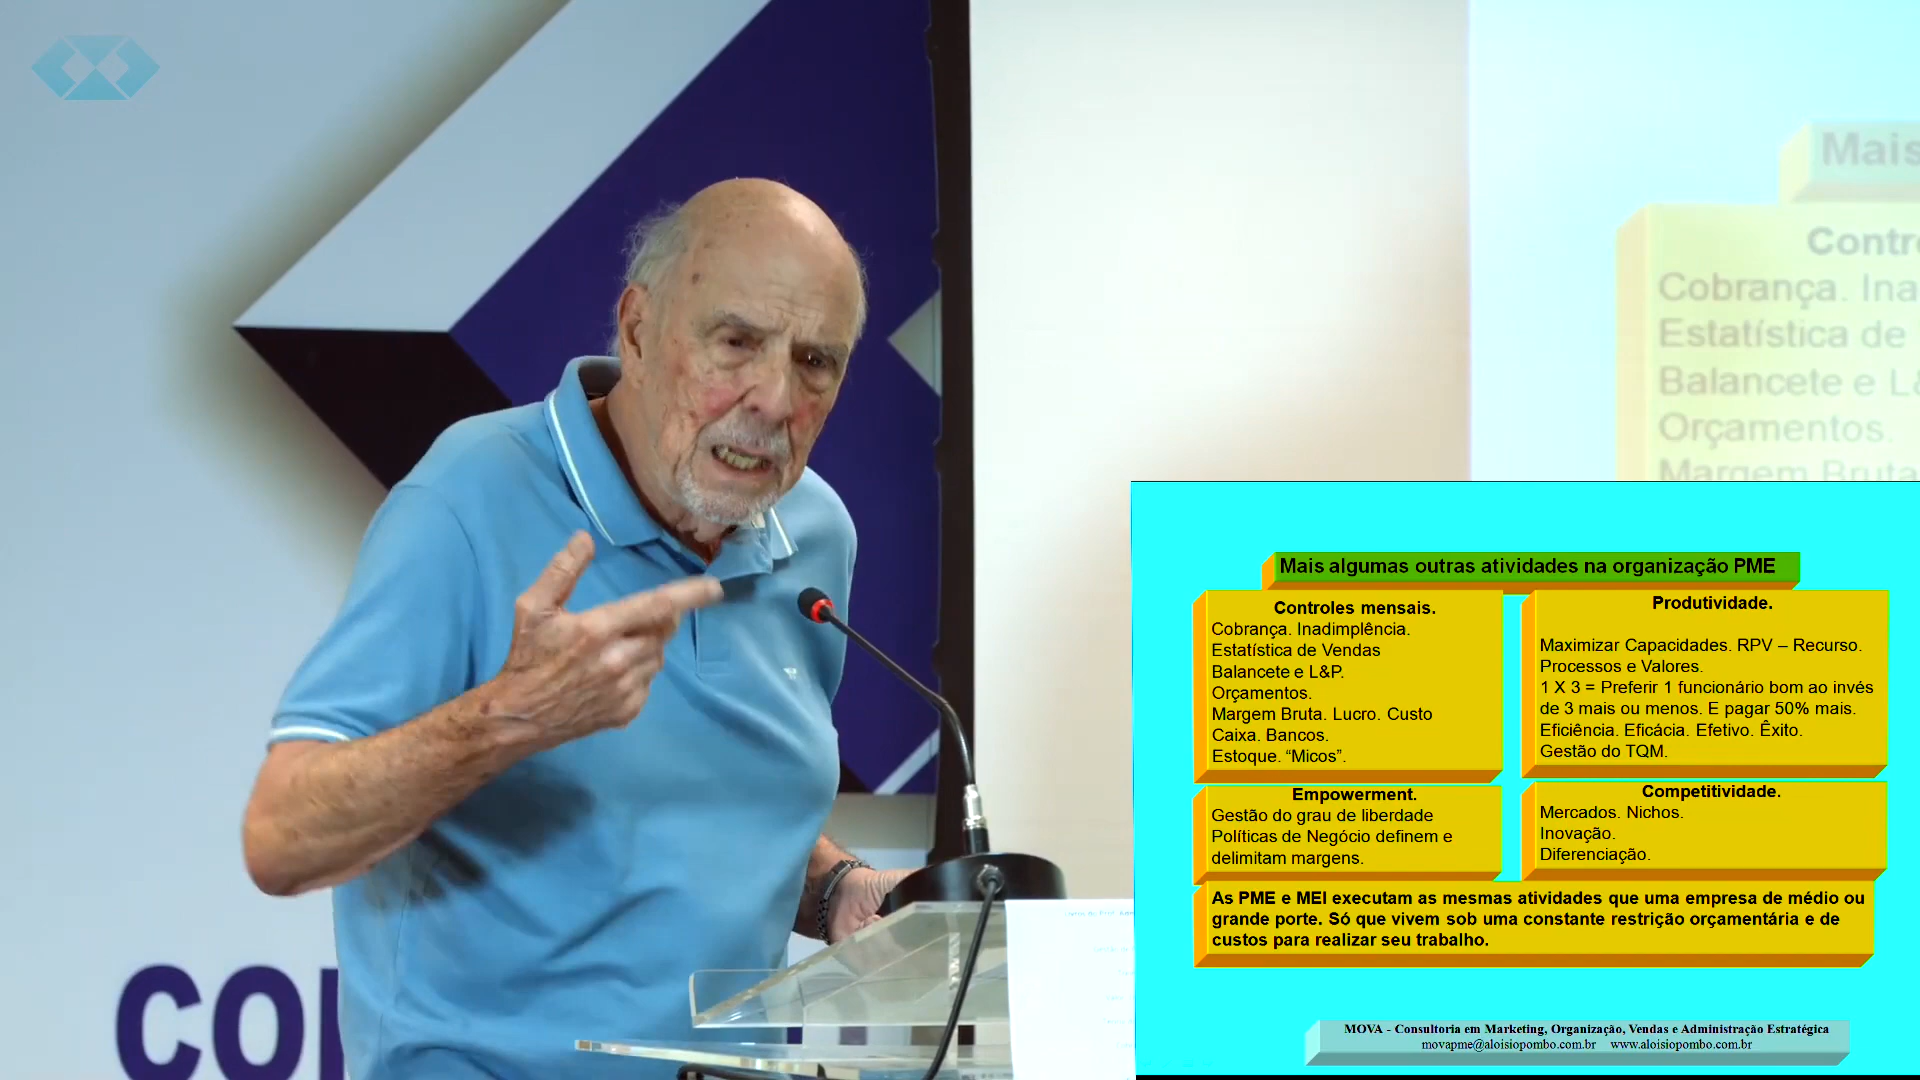 Mais
Contr
Cobrança. Ina
Estatística de
Balancete e L&
Orçamentos.
Margem Bruta
Mais algumas outras atividades na organização PME
Controles mensais.
Cobrança. Inadimplência.
Estatística de Vendas
Balancete e L&P.
Orçamentos.
Margem Bruta. Lucro. Custo
Caixa. Bancos.
Estoque. “Micos”.
Produtividade.
Maximizar Capacidades. RPV – Recurso.
Processos e Valores.
1 X 3 = Preferir 1 funcionário bom ao invés
de 3 mais ou menos. E pagar 50% mais.
Eficiência. Eficácia. Efetivo. Êxito.
Gestão do TQM.
Empowerment.
Gestão do grau de liberdade
Políticas de Negócio definem e
delimitam margens.
Competitividade.
Mercados. Nichos.
Inovação.
Diferenciação.
As PME e MEI executam as mesmas atividades que uma empresa de médio ou
grande porte. Só que vivem sob uma constante restrição orçamentária e de
custos para realizar seu trabalho.
MOVA - Consultoria em Marketing, Organização, Vendas e Administração Estratégica
movapme@aloisiopombo.com.br www.aloisiopombo.com.br
CO